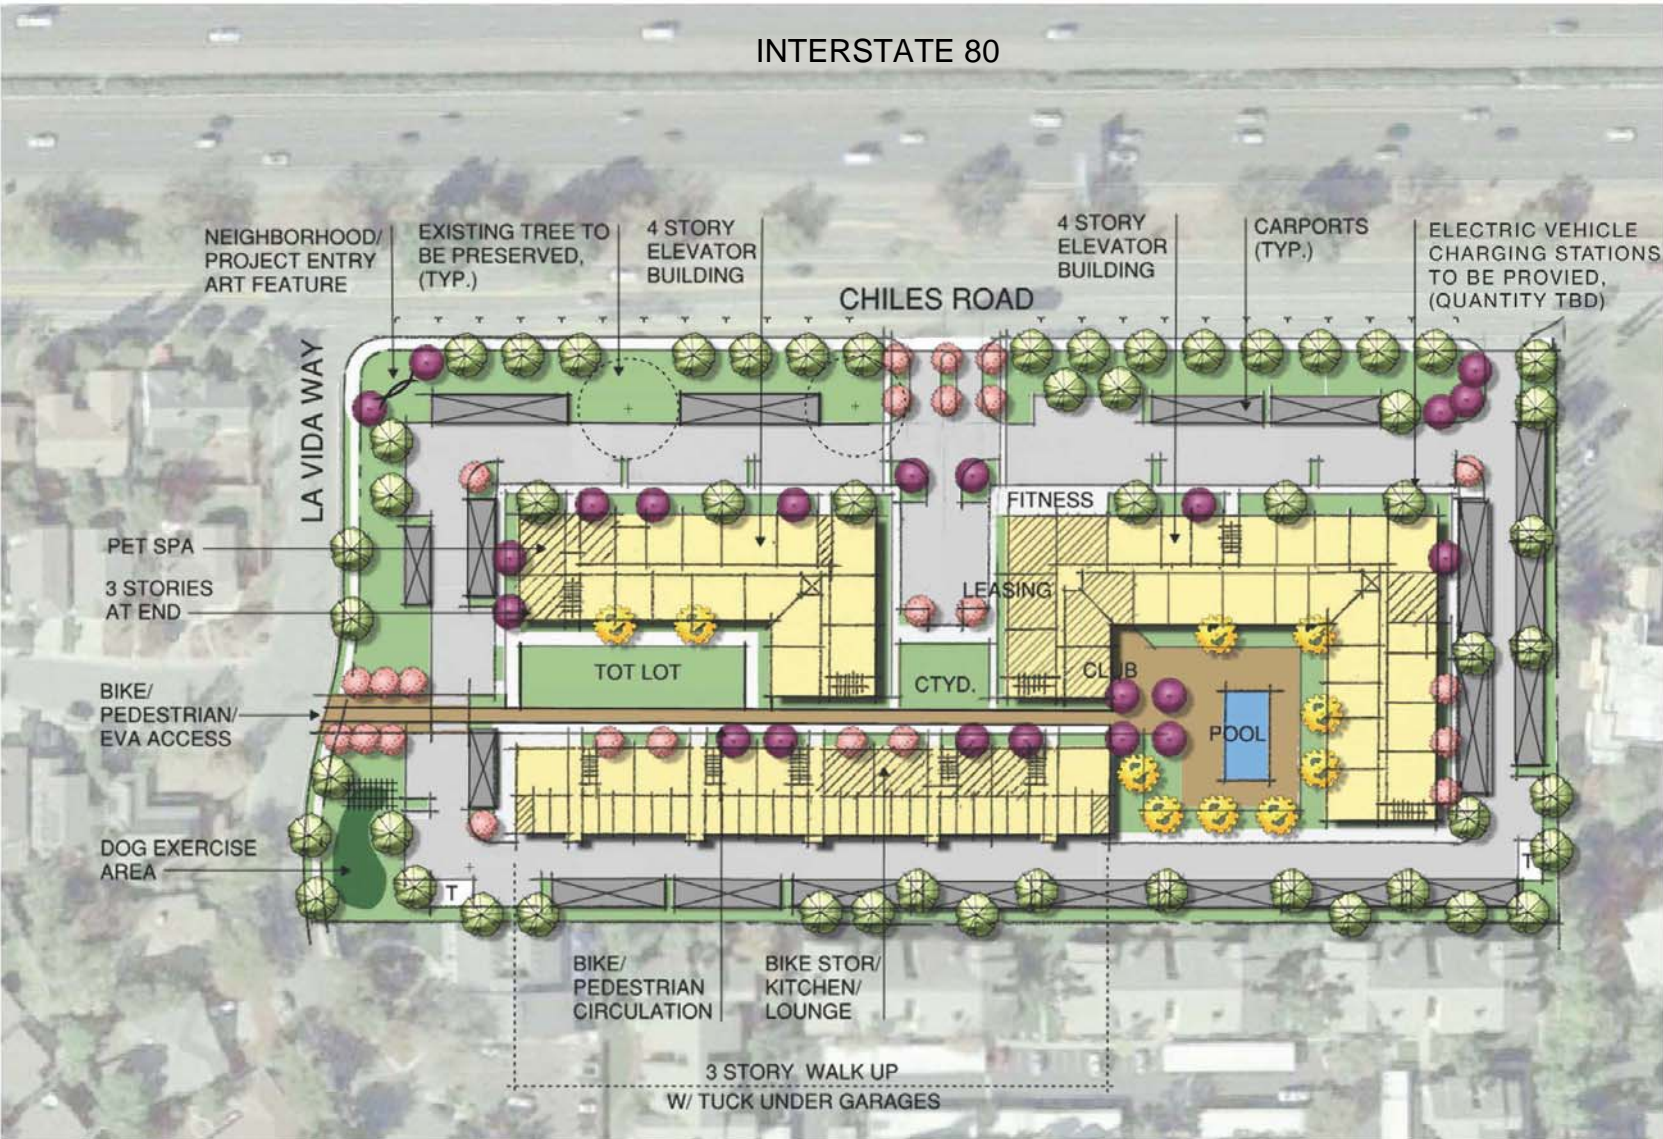 INTERSTATE 80
NEIGHBORHOOD/
PROJECT ENTRY
ART FEATURE
EXISTING TREE TO
BE PRESERVED,
(TYP.)
4 STORY
ELEVATOR
BUILDING
4 STORY
ELEVATOR
BUILDING
CARPORTS
(TYP.)
ELECTRIC VEHICLE
CHARGING STATIONS
TO BE PROVIED,
(QUANTITY TBD)
CHILES ROAD
LA VIDA WAY
FITNESS
PET SPA
3 STORIES
AT END
LEASING
TOT LOT
CTYD.
CLUB
BIKE/
PEDESTRIAN/
EVA ACCESS
POOL
DOG EXERCISE
AREA
T
T
BIKE/
PEDESTRIAN
CIRCULATION
BIKE STOR/
KITCHEN/
LOUNGE
3 STORY WALK UP
W/ TUCK UNDER GARAGES